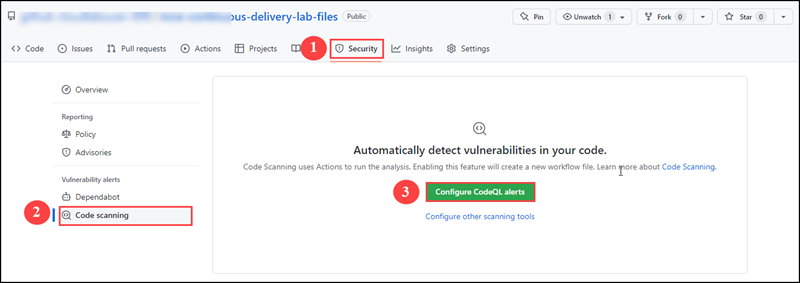 ous-delivery-lab-files Public
Pin Unwatch 1 Fork 0 Star 0
Code Issues Pull requests Actions Projects 1 Security Insights Settings
Overview
Reporting
Policy
Advisories
Vulnerability alerts
Dependabot
2 Code scanning
Automatically detect vulnerabilities in your code.
Code Scanning uses Actions to run the analysis. Enabling this feature will create a new workflow file. Learn more about Code Scanning.
3 Configure CodeQL alerts
Configure other scanning tools